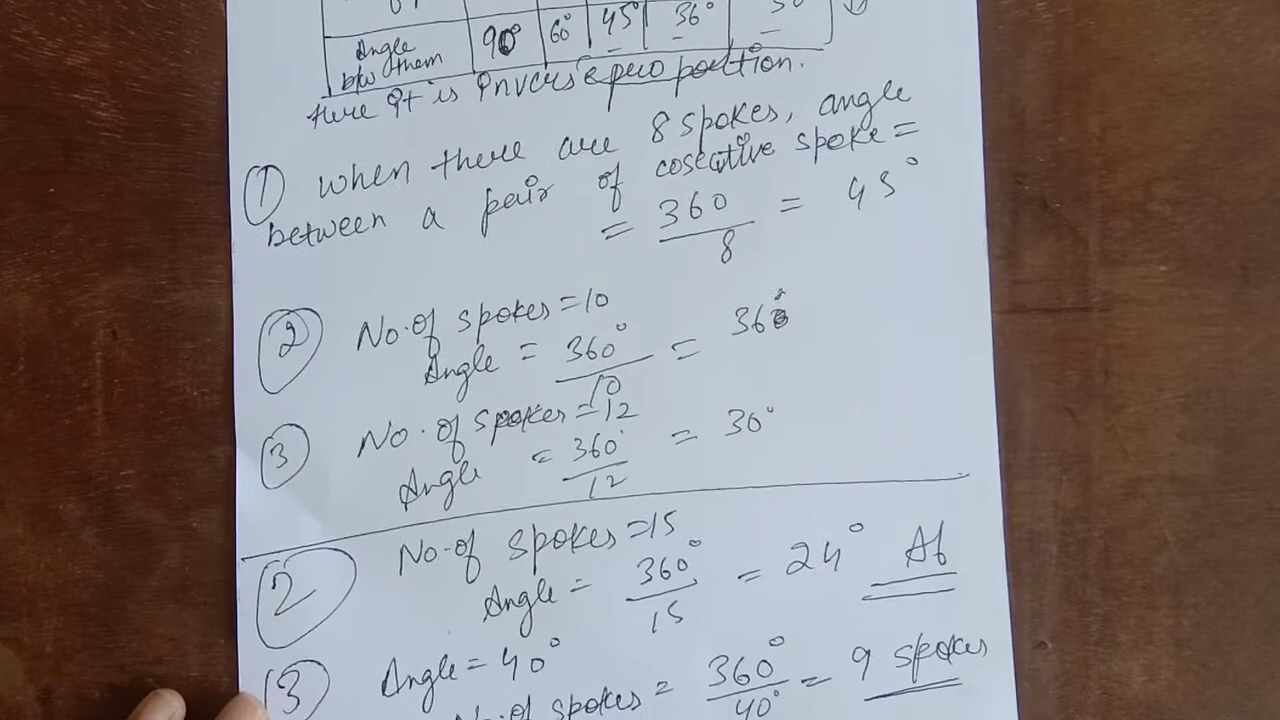 Angle 90° 60° 45° 36°
b/w them
Here it is inverse proportion.
① when there are 8 spokes, angle
between a pair of cosecutive spoke =
= 360/8 = 45°
② No. of spokes = 10
Angle = 360°/10 = 36°
③ No. of spokes = 12
Angle = 360°/12 = 30°
② No. of spokes = 15
Angle = 360°/15 = 24°
③ Angle = 40°
No. of spokes = 360°/40° = 9 spokes